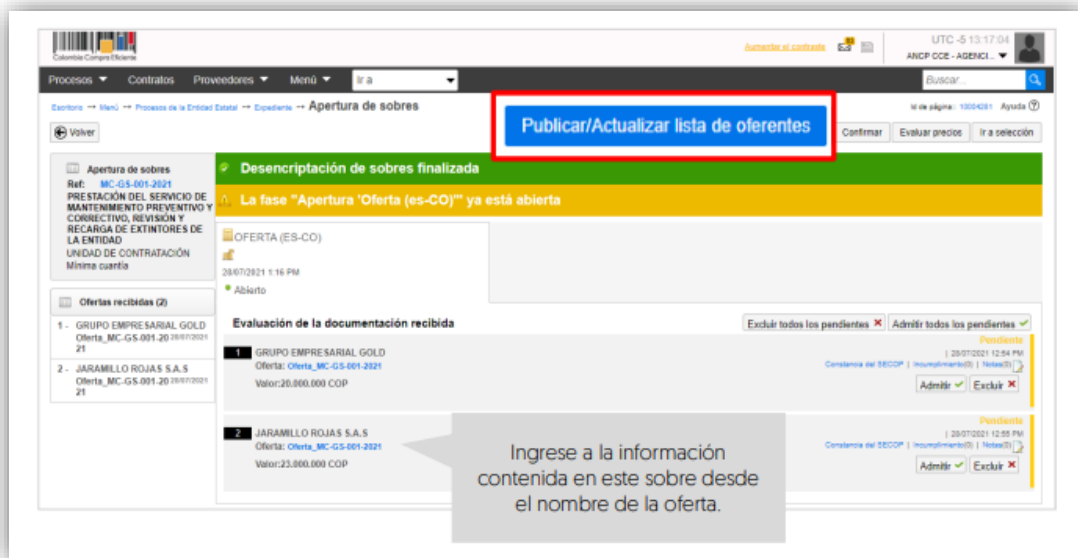 Colombia Compra Eficiente
Aumentar el contraste
UTC -5 13:17:04
ANCP CCE - AGENCI...
Procesos Contratos Proveedores Menú Ir a
Buscar...
Escritorio → Menú → Procesos de la Entidad Estatal → Expediente → Apertura de sobres
Id de página: 10004281 Ayuda
Volver
Publicar/Actualizar lista de oferentes
Confirmar
Evaluar precios
Ir a selección
Apertura de sobres
Ref: MC-GS-001-2021
PRESTACIÓN DEL SERVICIO DE
MANTENIMIENTO PREVENTIVO Y
CORRECTIVO, REVISIÓN Y
RECARGA DE EXTINTORES DE
LA ENTIDAD
UNIDAD DE CONTRATACIÓN
Mínima cuantía
Ofertas recibidas (2)
1 - GRUPO EMPRESARIAL GOLD
Oferta_MC-GS-001-20 28/07/2021
21
2 - JARAMILLO ROJAS S.A.S
Oferta_MC-GS-001-20 28/07/2021
21
Desencriptación de sobres finalizada
La fase "Apertura 'Oferta (es-CO)'" ya está abierta
OFERTA (ES-CO)
28/07/2021 1:16 PM
Abierto
Evaluación de la documentación recibida
Excluir todos los pendientes
Admitir todos los pendientes
1 GRUPO EMPRESARIAL GOLD
Oferta: Oferta_MC-GS-001-2021
Valor:20.000.000 COP
Pendiente
| 28/07/2021 12:54 PM
Constancia del SECOP | Incumplimiento(0) | Notas(0)
Admitir Excluir
2 JARAMILLO ROJAS S.A.S
Oferta: Oferta_MC-GS-001-2021
Valor:23.000.000 COP
Pendiente
| 28/07/2021 12:55 PM
Constancia del SECOP | Incumplimiento(0) | Notas(0)
Admitir Excluir
Ingrese a la información
contenida en este sobre desde
el nombre de la oferta.